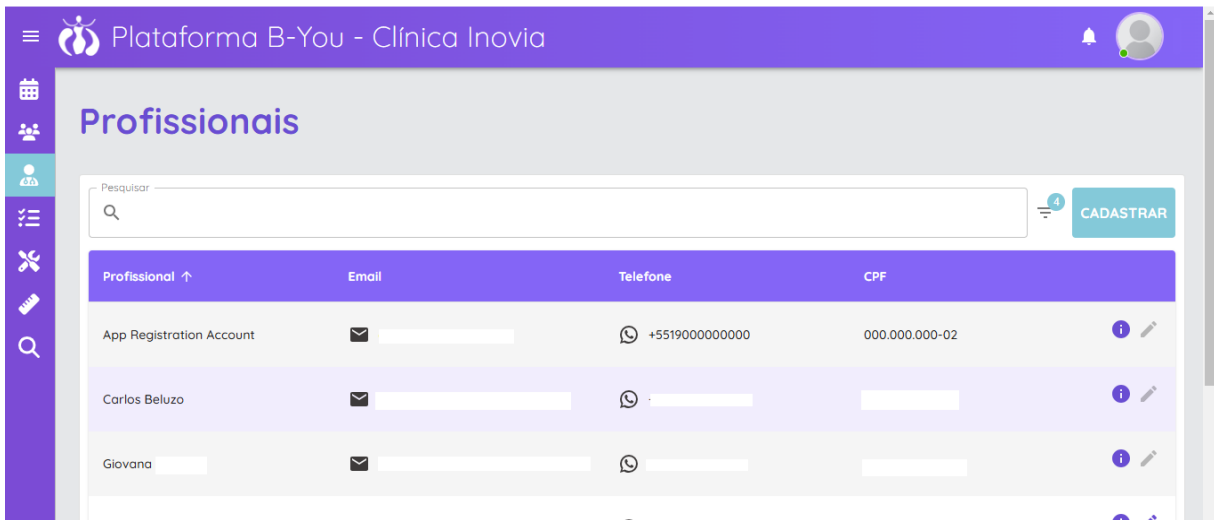 Plataforma B-You - Clínica Inovia
Profissionais
Pesquisar
4
CADASTRAR
Profissional ↑ Email Telefone CPF
App Registration Account +5519000000000 000.000.000-02
Carlos Beluzo
Giovana